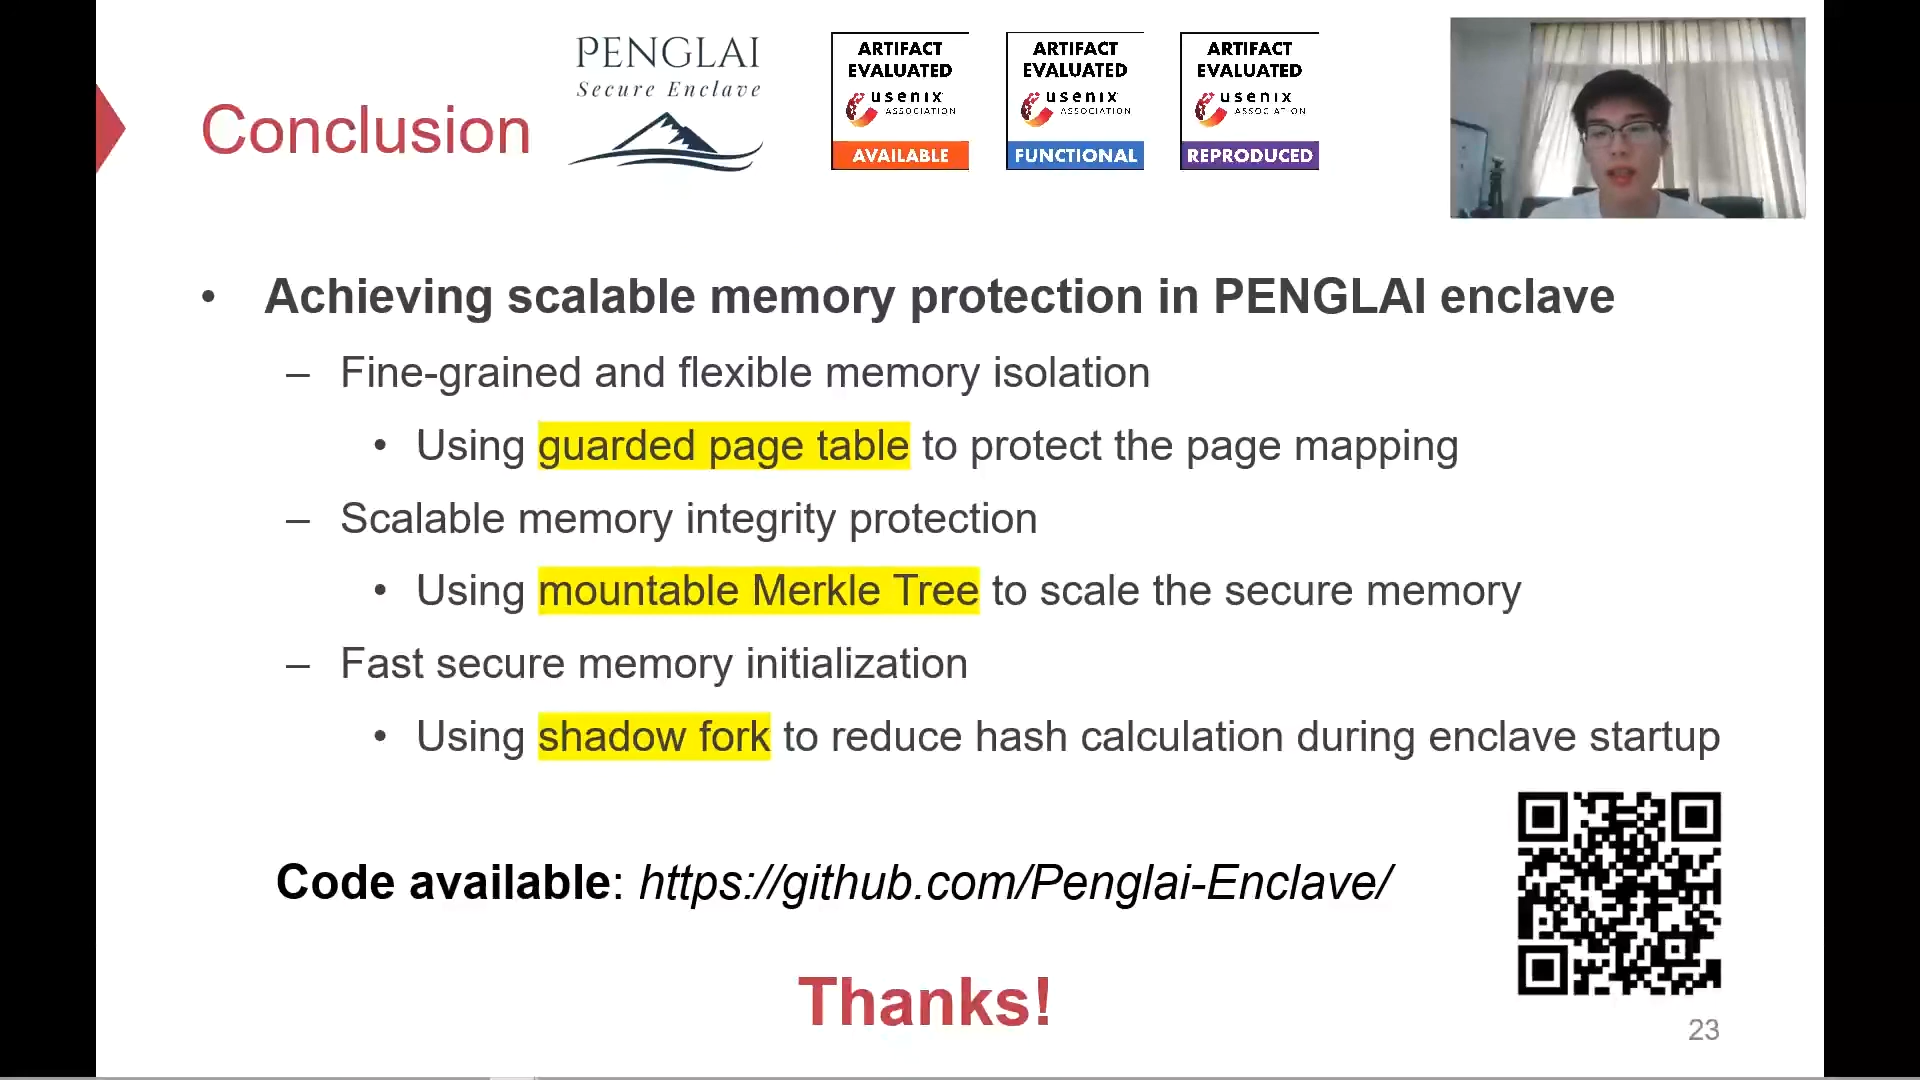 PENGLAI
Secure Enclave
ARTIFACT
EVALUATED
usenix
ASSOCIATION
AVAILABLE
ARTIFACT
EVALUATED
usenix
ASSOCIATION
FUNCTIONAL
ARTIFACT
EVALUATED
usenix
ASSOCIATION
REPRODUCED
Conclusion
• Achieving scalable memory protection in PENGLAI enclave
– Fine-grained and flexible memory isolation
• Using guarded page table to protect the page mapping
– Scalable memory integrity protection
• Using mountable Merkle Tree to scale the secure memory
– Fast secure memory initialization
• Using shadow fork to reduce hash calculation during enclave startup
Code available: https://github.com/Penglai-Enclave/
Thanks!
23